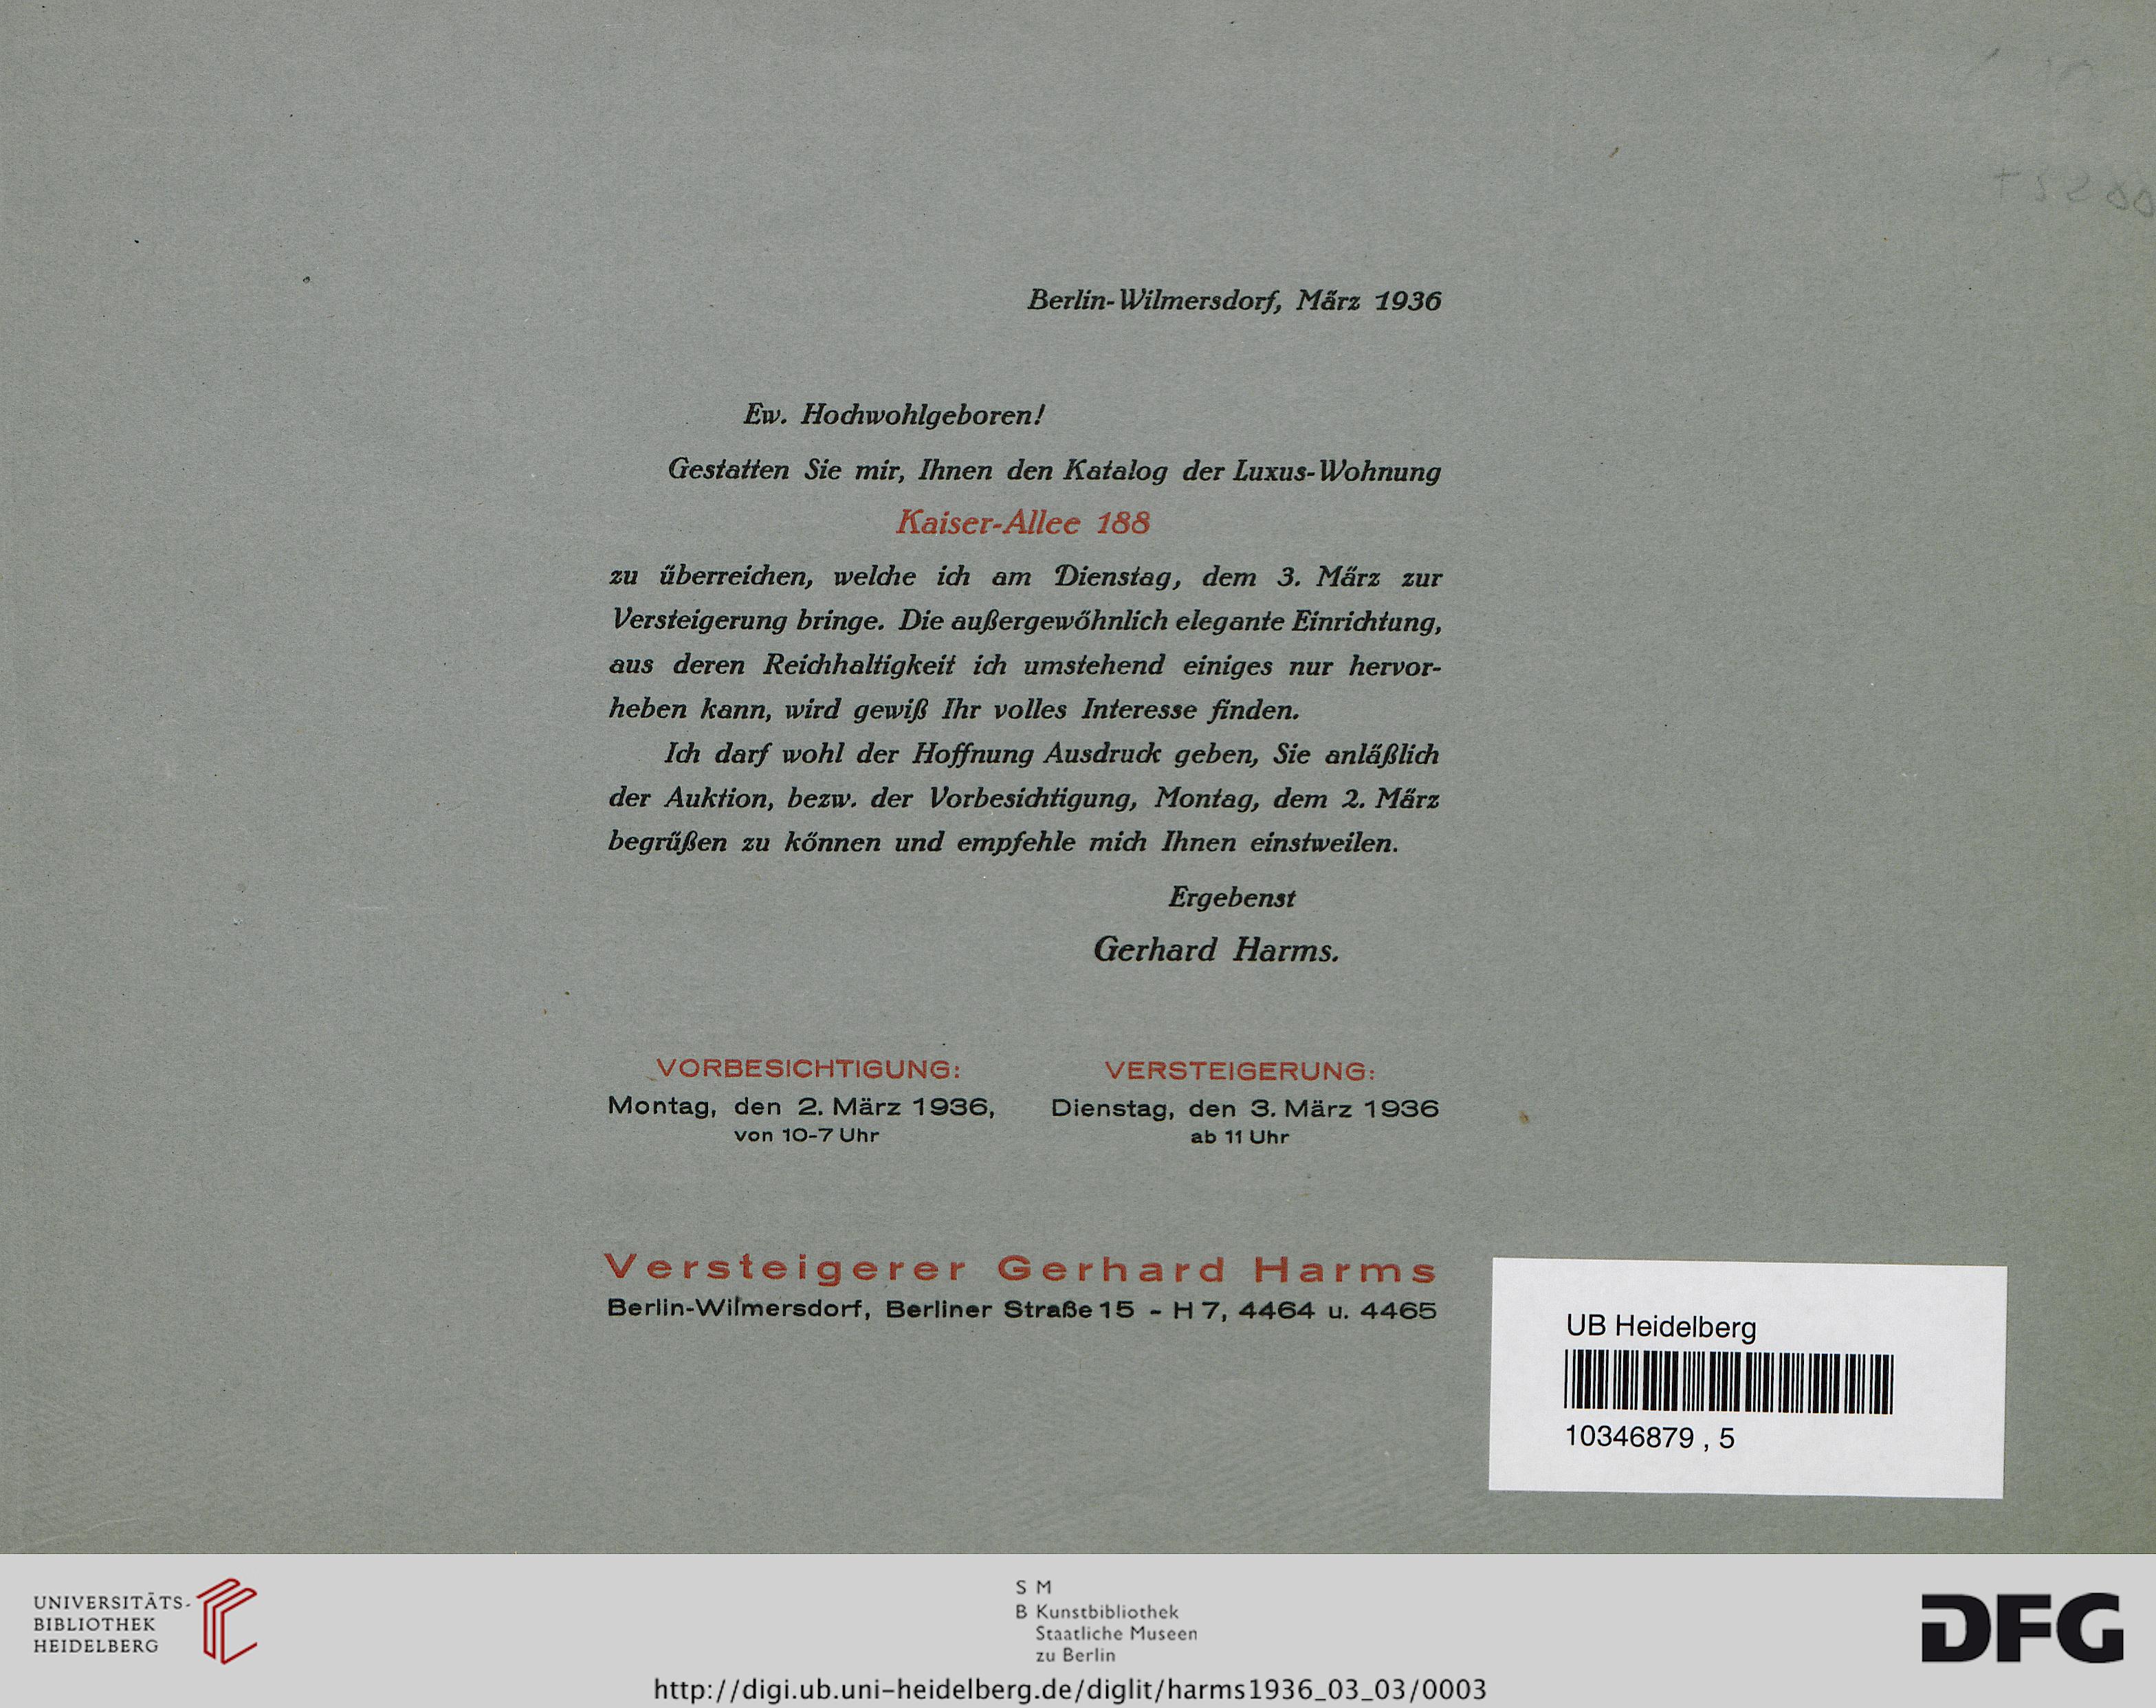 Berlin-Wilmersdorf, März 1936
Ew. Hochwohlgeboren!
Gestatten Sie mir, Ihnen den Katalog der Luxus-Wohnung
Kaiser-Allee 188
zu überreichen, welche ich am Dienstag, dem 3. März zur
Versteigerung bringe. Die außergewöhnlich elegante Einrichtung,
aus deren Reichhaltigkeit ich umstehend einiges nur hervor-
heben kann, wird gewiß Ihr volles Interesse finden.
Ich darf wohl der Hoffnung Ausdruck geben, Sie anläßlich
der Auktion, bezw. der Vorbesichtigung, Montag, dem 2. März
begrüßen zu können und empfehle mich Ihnen einstweilen.
Ergebenst
Gerhard Harms.
VORBESICHTIGUNG:
Montag, den 2. März 1936,
von 10-7 Uhr
VERSTEIGERUNG:
Dienstag, den 3. März 1936
ab 11 Uhr
Versteigerer Gerhard Harms
Berlin-Wilmersdorf, Berliner Straße 15 - H 7, 4464 u. 4465
UB Heidelberg
10346879 , 5
UNIVERSITÄTS-
BIBLIOTHEK
HEIDELBERG
S M
B Kunstbibliothek
Staatliche Museen
zu Berlin
DFG
http://digi.ub.uni-heidelberg.de/diglit/harms1936_03_03/0003